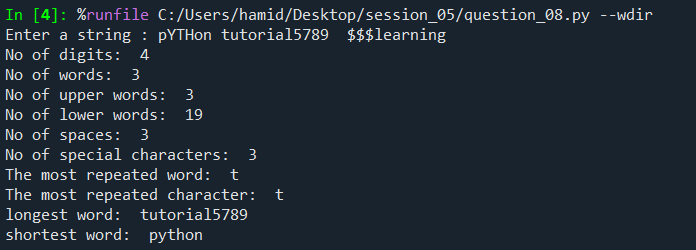 In [4]: %runfile C:/Users/hamid/Desktop/session_05/question_08.py --wdir
Enter a string : pYTHon tutorial5789  $$$learning
No of digits:  4
No of words:  3
No of upper words:  3
No of lower words:  19
No of spaces:  3
No of special characters:  3
The most repeated word:  t
The most repeated character:  t
longest word:  tutorial5789
shortest word:  python